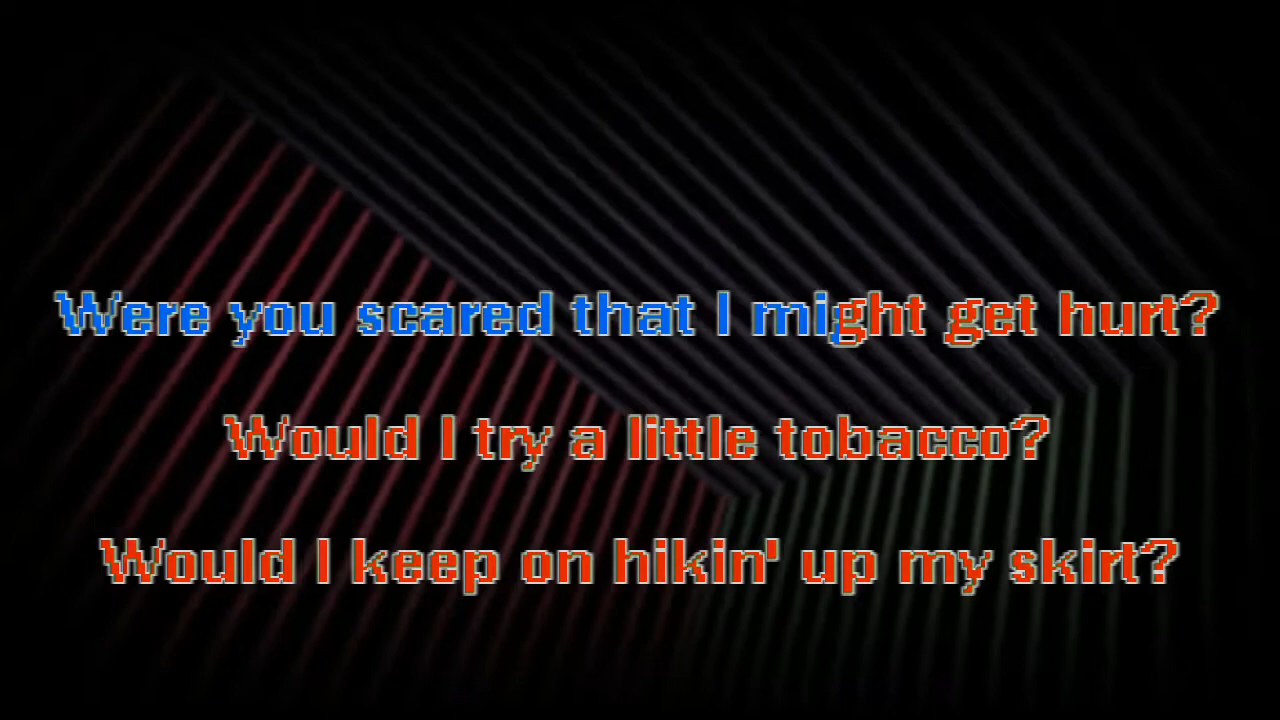 Were you scared that I might get hurt?
Would I try a little tobacco?
Would I keep on hikin' up my skirt?